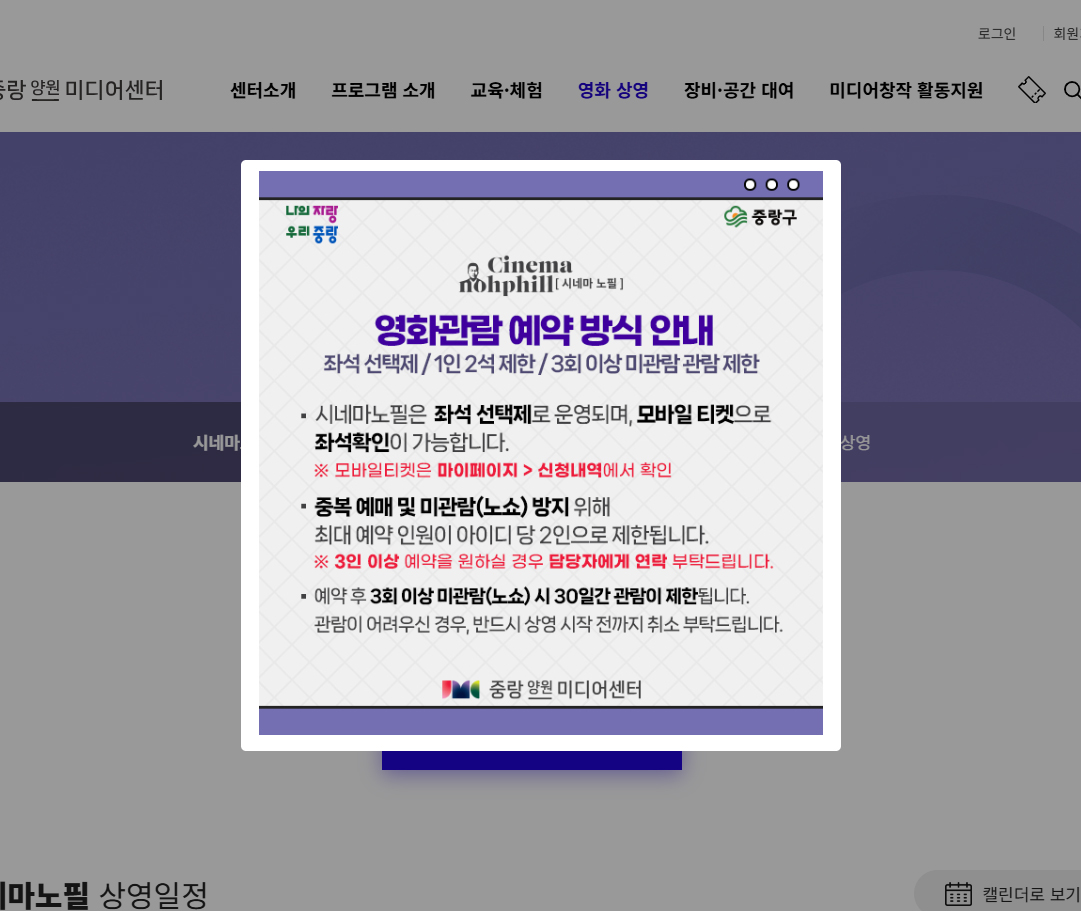 로그인
회원
중랑 양원 미디어센터
센터소개
프로그램 소개
교육·체험
영화 상영
장비·공간 대여
미디어창작 활동지원
나의 자랑
우리 중랑
중랑구
Cinema
nohphill [ 시네마 노필 ]
영화관람 예약 방식 안내
좌석 선택제 / 1인 2석 제한 / 3회 이상 미관람 관람 제한
▪ 시네마노필은 좌석 선택제로 운영되며, 모바일 티켓으로
좌석확인이 가능합니다.
※ 모바일티켓은 마이페이지 > 신청내역에서 확인
▪ 중복 예매 및 미관람(노쇼) 방지 위해
최대 예약 인원이 아이디 당 2인으로 제한됩니다.
※ 3인 이상 예약을 원하실 경우 담당자에게 연락 부탁드립니다.
▪ 예약 후 3회 이상 미관람(노쇼) 시 30일간 관람이 제한됩니다.
관람이 어려우신 경우, 반드시 상영 시작 전까지 취소 부탁드립니다.
중랑 양원 미디어센터
시네마
상영
네마노필 상영일정
캘린더로 보기